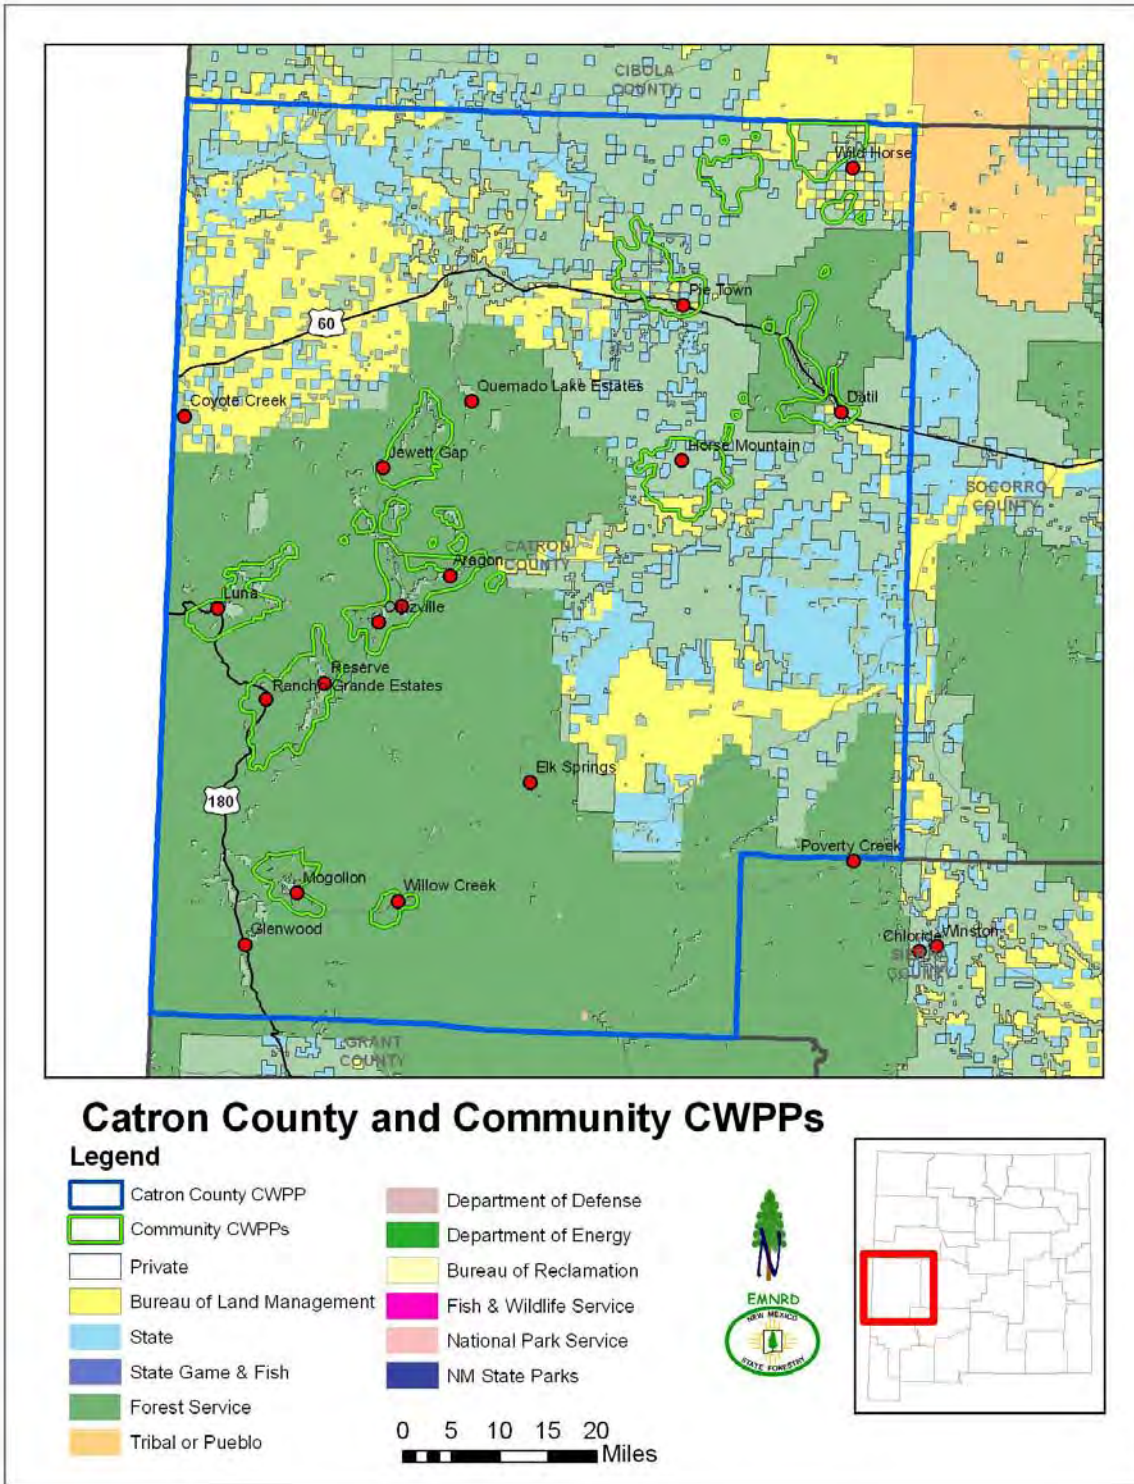 CIBOLA
COUNTY
Wild Horse
Pie Town
60
Quemado Lake Estates
Coyote Creek
Datil
Jewett Gap
Horse Mountain
SOCORRO
COUNTY
CATRON
COUNTY
Aragon
Luna
Reserve
Rancho Grande Estates
Elk Springs
180
Poverty Creek
Mogollon
Willow Creek
Glenwood
Chloride
Winston
COUNTY
GRANT
COUNTY
Catron County and Community CWPPs
Legend
Catron County CWPP
Community CWPPs
Private
Bureau of Land Management
State
State Game & Fish
Forest Service
Tribal or Pueblo
Department of Defense
Department of Energy
Bureau of Reclamation
Fish & Wildlife Service
National Park Service
NM State Parks
0 5 10 15 20
Miles
N
EMNRD
NEW MEXICO
STATE FORESTRY